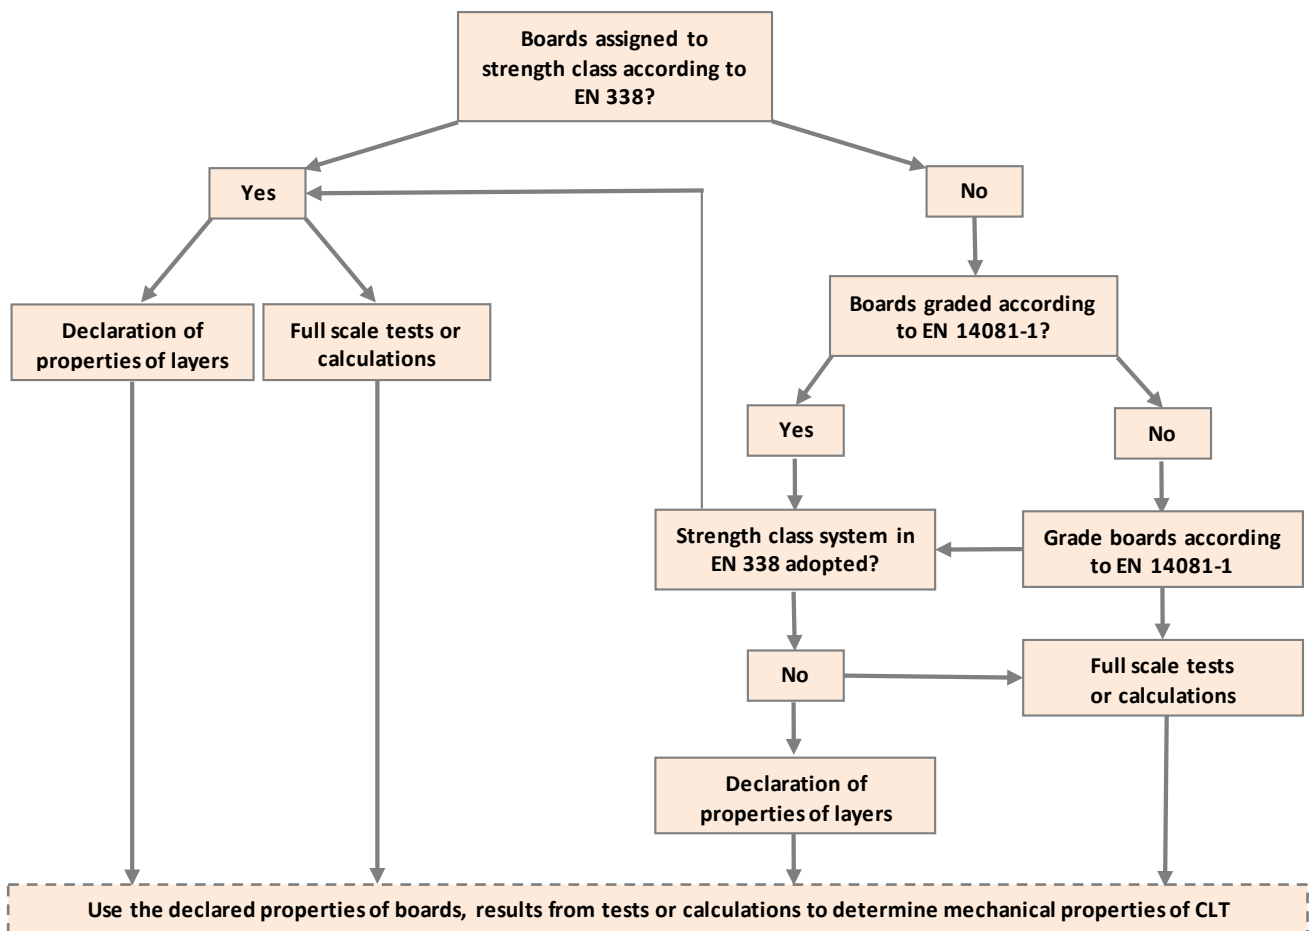 Boards assigned to
strength class according to
EN 338?
Yes
No
Declaration of
properties of layers
Full scale tests or
calculations
Boards graded according
to EN 14081-1?
Yes
No
Strength class system in
EN 338 adopted?
Grade boards according
to EN 14081-1
No
Full scale tests
or calculations
Declaration of
properties of layers
Use the declared properties of boards, results from tests or calculations to determine mechanical properties of CLT